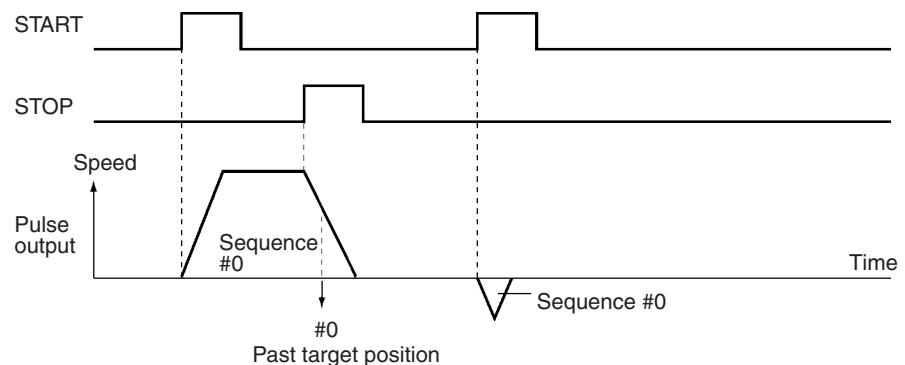 START
STOP
Speed
Pulse
output
Sequence
#0
Time
Sequence #0
#0
Past target position